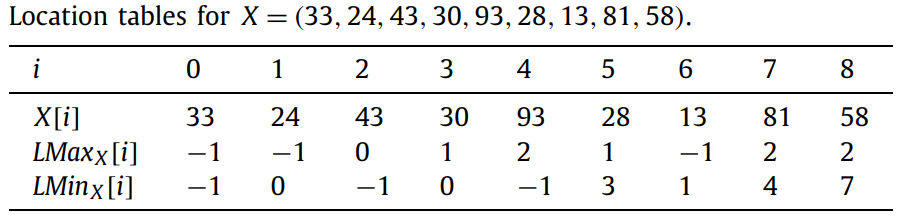 Location tables for X = (33, 24, 43, 30, 93, 28, 13, 81, 58).
i 0 1 2 3 4 5 6 7 8
X[i] 33 24 43 30 93 28 13 81 58
LMaxX[i] −1 −1 0 1 2 1 −1 2 2
LMinX[i] −1 0 −1 0 −1 3 1 4 7